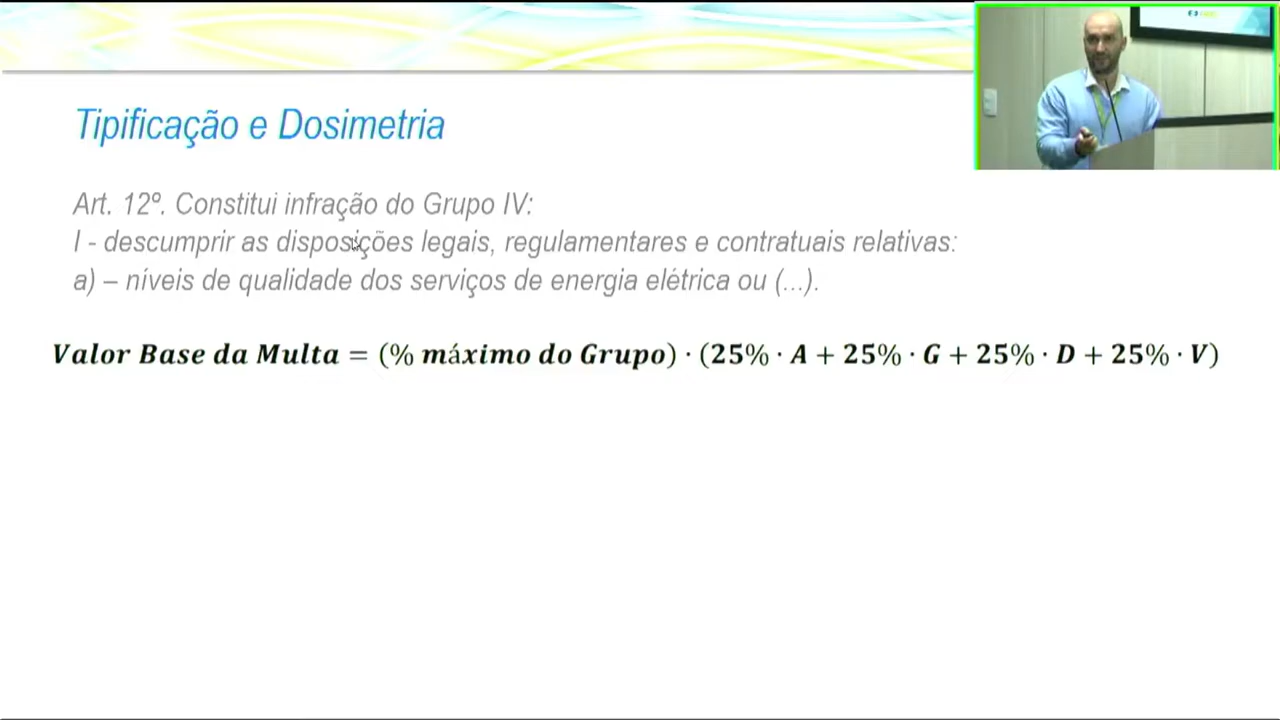 Tipificação e Dosimetria
Art. 12º. Constitui infração do Grupo IV:
I - descumprir as disposições legais, regulamentares e contratuais relativas:
a) – níveis de qualidade dos serviços de energia elétrica ou (...).
Valor Base da Multa = (% máximo do Grupo) · (25% · A + 25% · G + 25% · D + 25% · V)